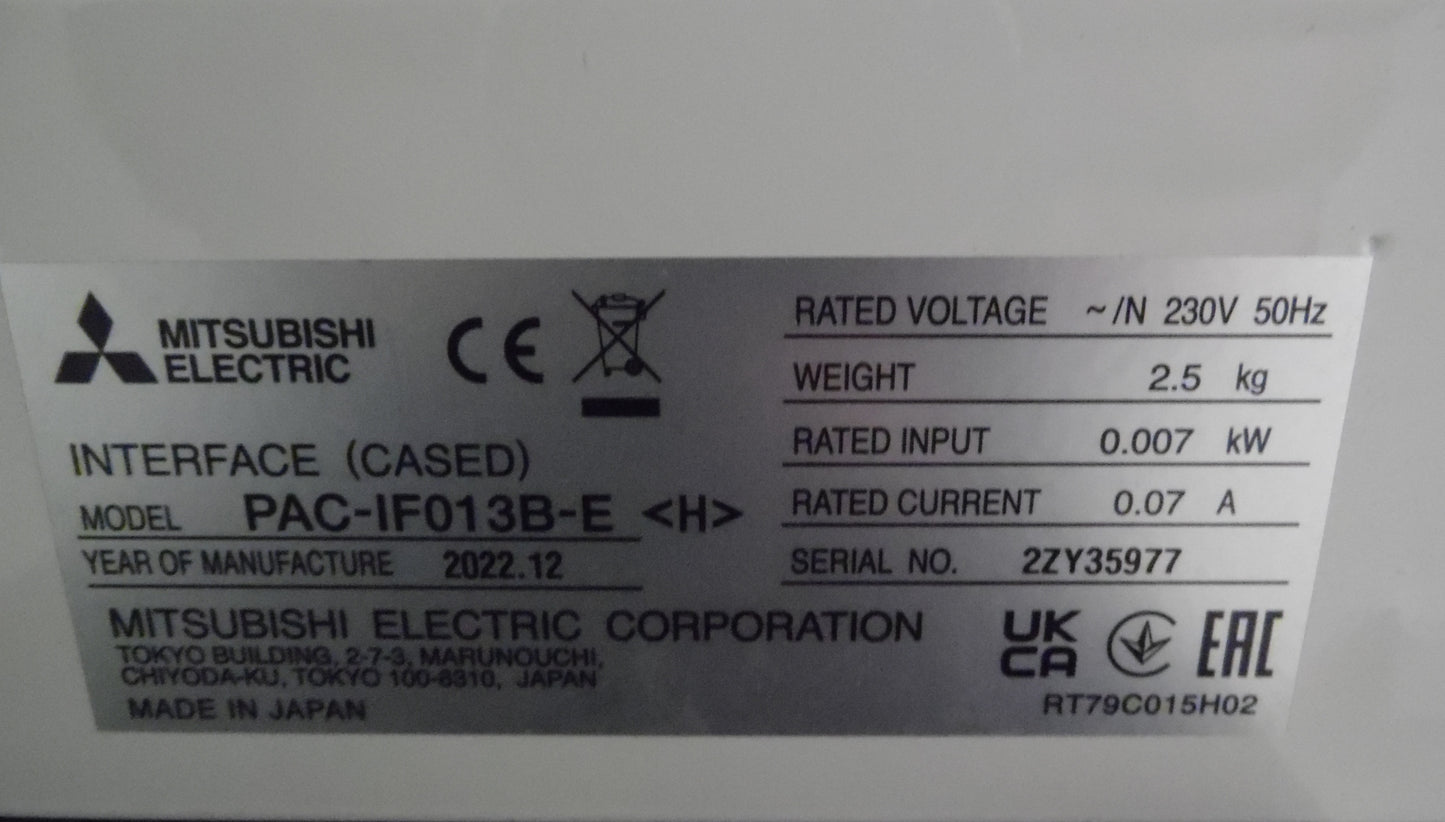 MITSUBISHI
ELECTRIC
CE
INTERFACE (CASED)
MODEL PAC-IF013B-E <H>
YEAR OF MANUFACTURE 2022.12
RATED VOLTAGE ~/N 230V 50Hz
WEIGHT 2.5 kg
RATED INPUT 0.007 kW
RATED CURRENT 0.07 A
SERIAL NO. 2ZY35977
MITSUBISHI ELECTRIC CORPORATION
TOKYO BUILDING, 2-7-3, MARUNOUCHI,
CHIYODA-KU, TOKYO 100-8310, JAPAN
MADE IN JAPAN
UK
CA
EAC
RT79C015H02